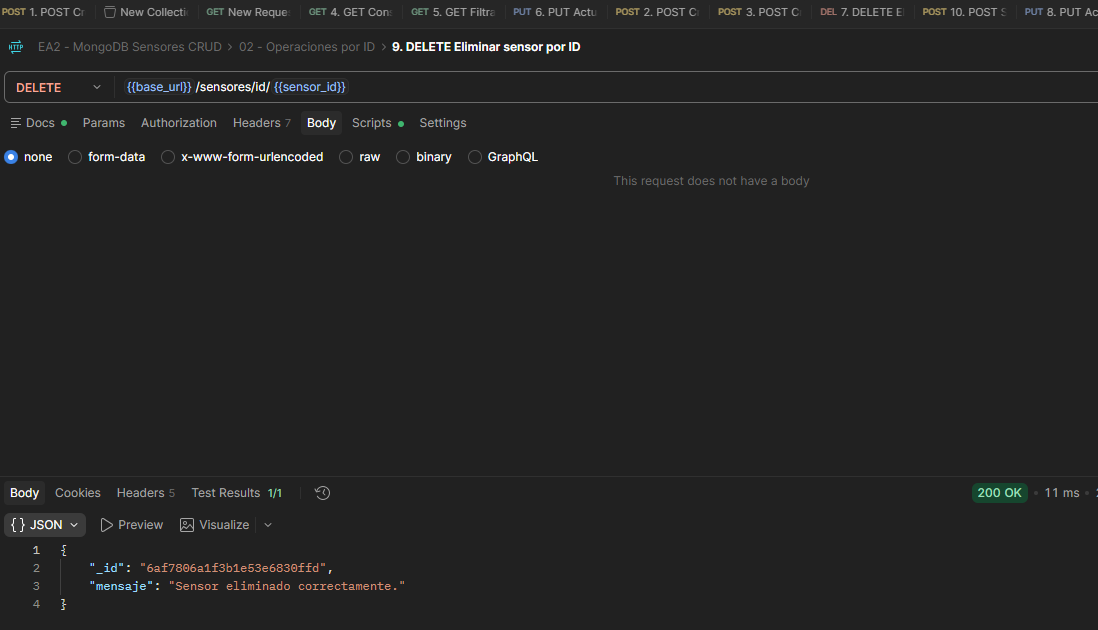 POST 1. POST Cr New Collecti GET New Reque GET 4. GET Con GET 5. GET Filtra PUT 6. PUT Actu POST 2. POST C POST 3. POST C DEL 7. DELETE E POST 10. POST S PUT 8. PUT Ac
HTTP EA2 - MongoDB Sensores CRUD > 02 - Operaciones por ID > 9. DELETE Eliminar sensor por ID
DELETE {{base_url}} /sensores/id/ {{sensor_id}}
Docs Params Authorization Headers 7 Body Scripts Settings
none form-data x-www-form-urlencoded raw binary GraphQL
This request does not have a body
Body Cookies Headers 5 Test Results 1/1 200 OK • 11 ms •
{} JSON Preview Visualize
1 {
2 "_id": "6af7806a1f3b1e53e6830ffd",
3 "mensaje": "Sensor eliminado correctamente."
4 }